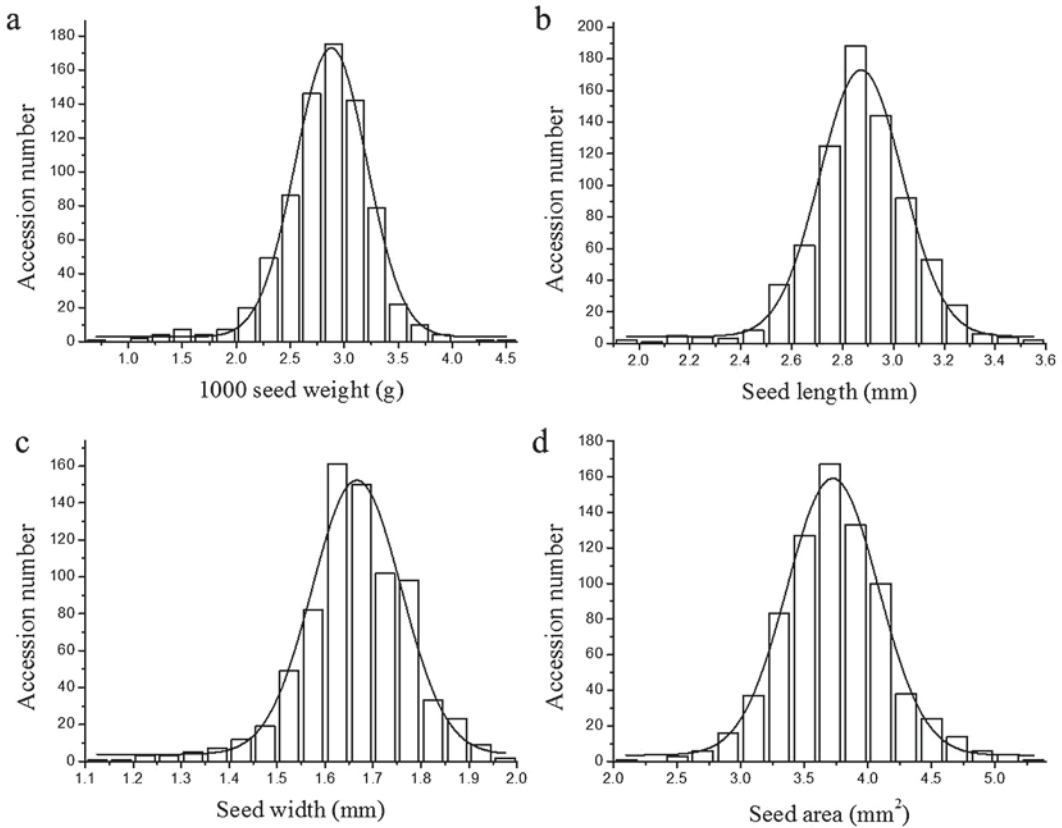 a
180
160
140
120
100
80
60
40
20
0
Accession number
1.0 1.5 2.0 2.5 3.0 3.5 4.0 4.5
1000 seed weight (g)
b
200
180
160
140
120
100
80
60
40
20
0
Accession number
2.0 2.2 2.4 2.6 2.8 3.0 3.2 3.4 3.6
Seed length (mm)
c
160
140
120
100
80
60
40
20
0
Accession number
1.1 1.2 1.3 1.4 1.5 1.6 1.7 1.8 1.9 2.0
Seed width (mm)
d
180
160
140
120
100
80
60
40
20
0
Accession number
2.0 2.5 3.0 3.5 4.0 4.5 5.0
Seed area (mm²)